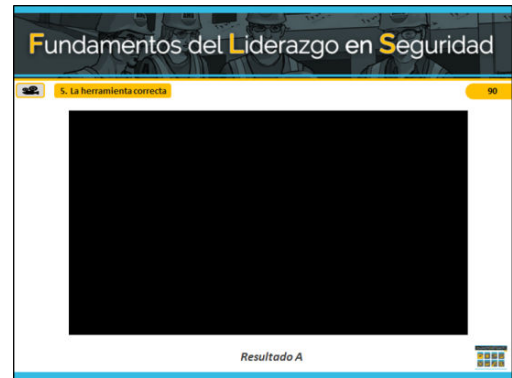 Fundamentos del Liderazgo en Seguridad
5. La herramienta correcta
90
Resultado A